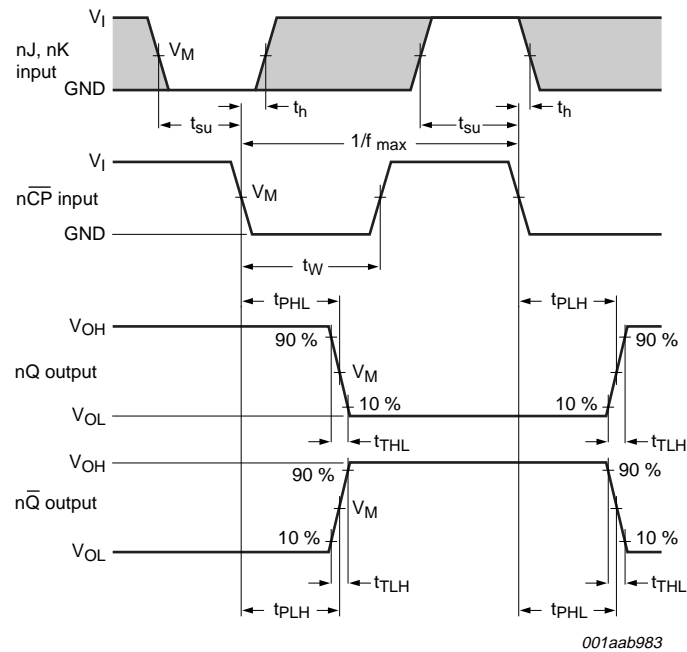 V_I
nJ, nK
input
V_M
GND
t_h
t_h
t_su
t_su
1/f max
V_I
nC̅P̅ input
V_M
GND
t_W
t_PHL
t_PLH
V_OH
90 %
90 %
nQ output
V_M
10 %
10 %
V_OL
t_THL
t_TLH
V_OH
90 %
90 %
nQ̅ output
V_M
10 %
10 %
V_OL
t_TLH
t_THL
t_PLH
t_PHL
001aab983